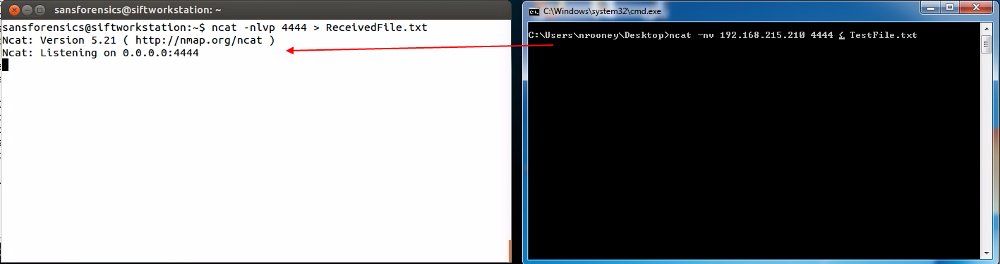 sansforensics@siftworkstation: ~
sansforensics@siftworkstation:~$ ncat -nlvp 4444 > ReceivedFile.txt
Ncat: Version 5.21 ( http://nmap.org/ncat )
Ncat: Listening on 0.0.0.0:4444
C:\Windows\system32\cmd.exe
C:\Users\nrooney\Desktop>ncat -nv 192.168.215.210 4444 < TestFile.txt